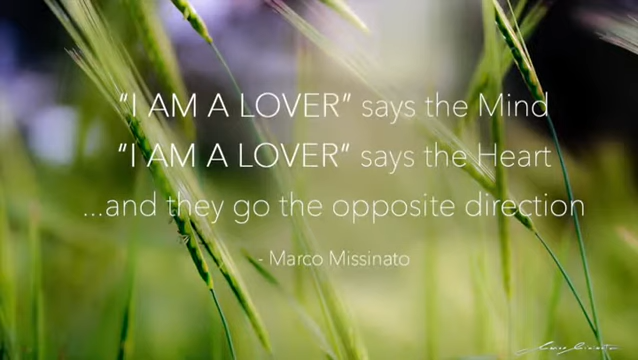 “I AM A LOVER” says the Mind
“I AM A LOVER” says the Heart
...and they go the opposite direction
- Marco Missinato